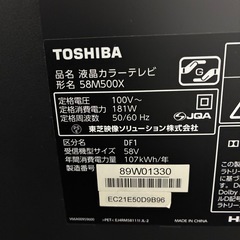 TOSHIBA
品名 液晶カラーテレビ
形名 58M500X
定格電圧 100V~
定格消費電力 181W
定格周波数 50/60 Hz
JQA
東芝映像ソリューション株式会社
区分名 DF1
受信機型サイズ 58V
年間消費電力量 107kWh/年
製造番号
89W01330
EC21E50D9B96